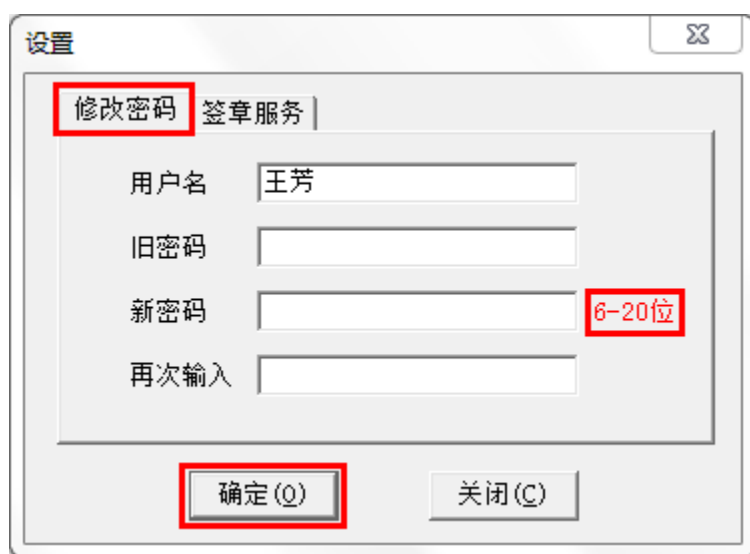 设置
修改密码 签章服务
用户名 王芳
旧密码
新密码 6-20位
再次输入
确定(O) 关闭(C)